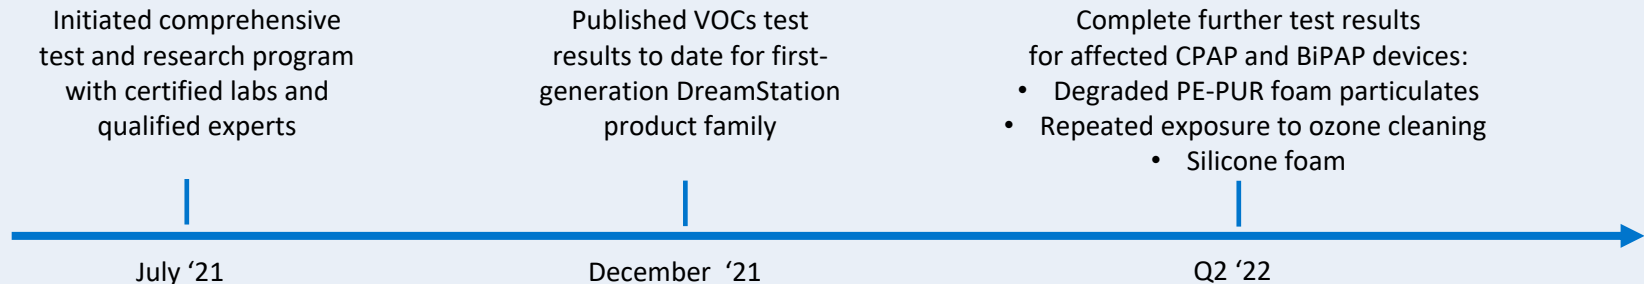 Initiated comprehensive
test and research program
with certified labs and
qualified experts
Published VOCs test
results to date for first-
generation DreamStation
product family
Complete further test results
for affected CPAP and BiPAP devices:
• Degraded PE-PUR foam particulates
• Repeated exposure to ozone cleaning
• Silicone foam
July ‘21
December ‘21
Q2 ‘22